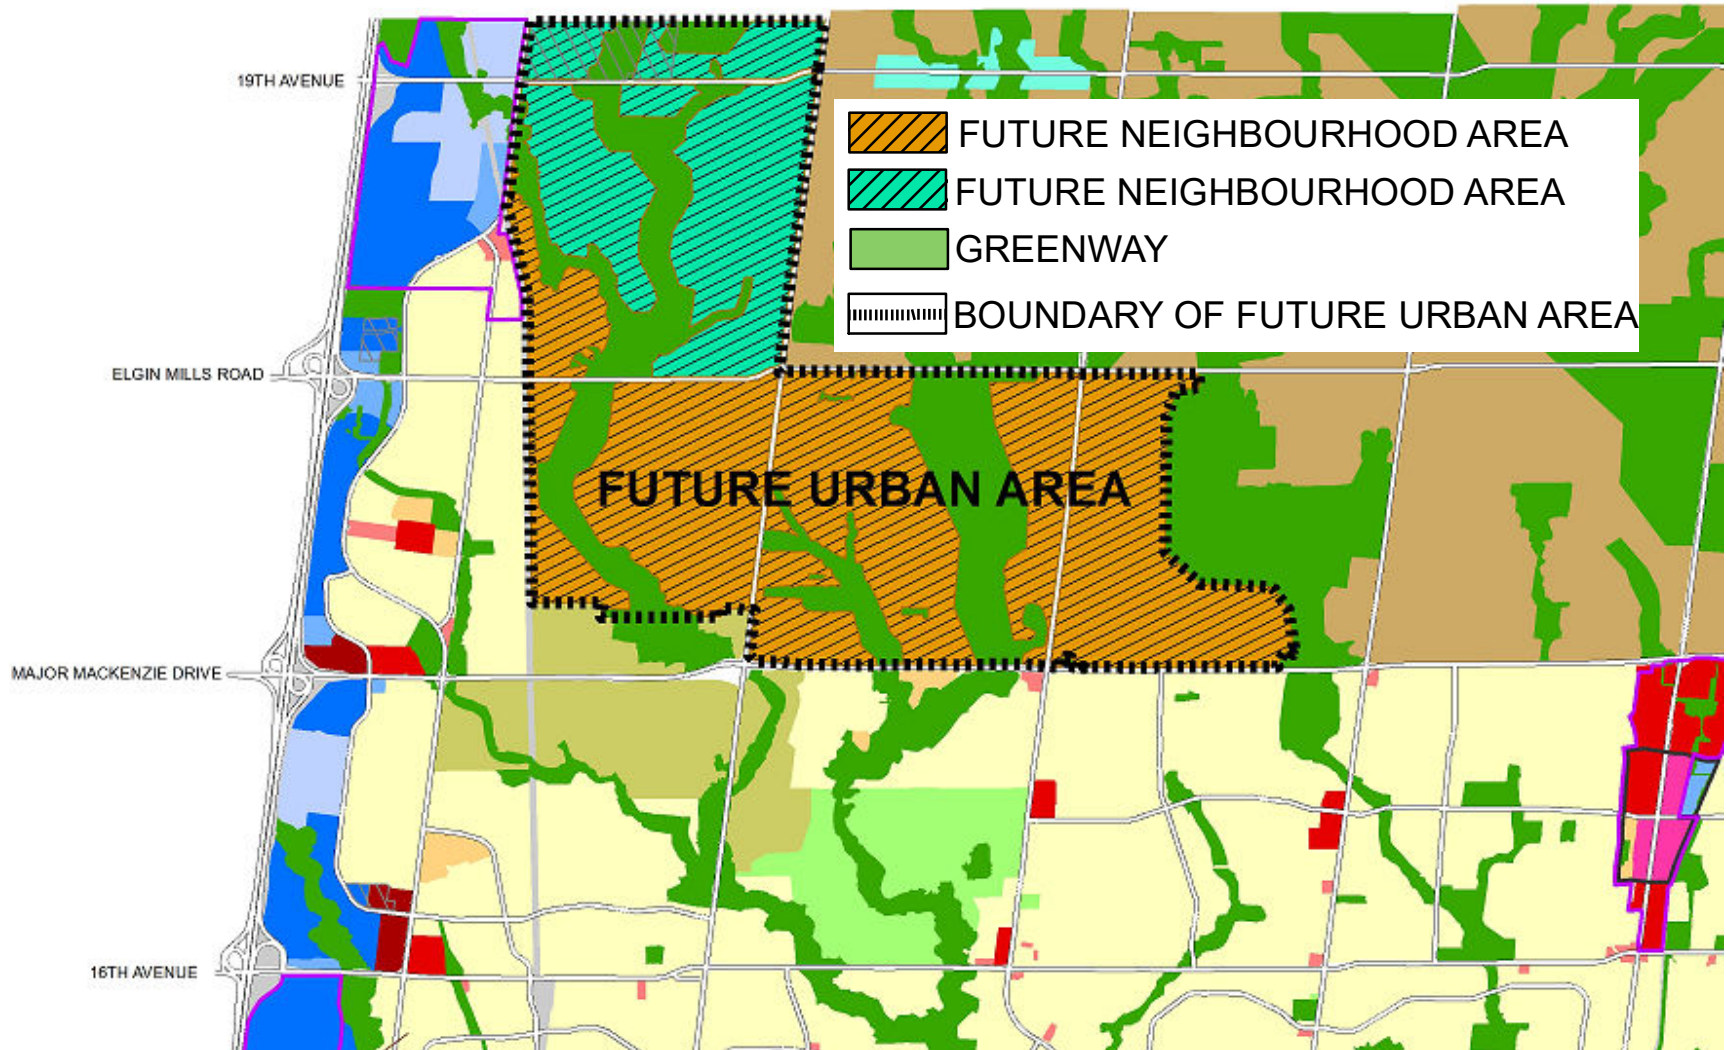 19TH AVENUE
FUTURE NEIGHBOURHOOD AREA
FUTURE NEIGHBOURHOOD AREA
GREENWAY
BOUNDARY OF FUTURE URBAN AREA
ELGIN MILLS ROAD
FUTURE URBAN AREA
MAJOR MACKENZIE DRIVE
16TH AVENUE